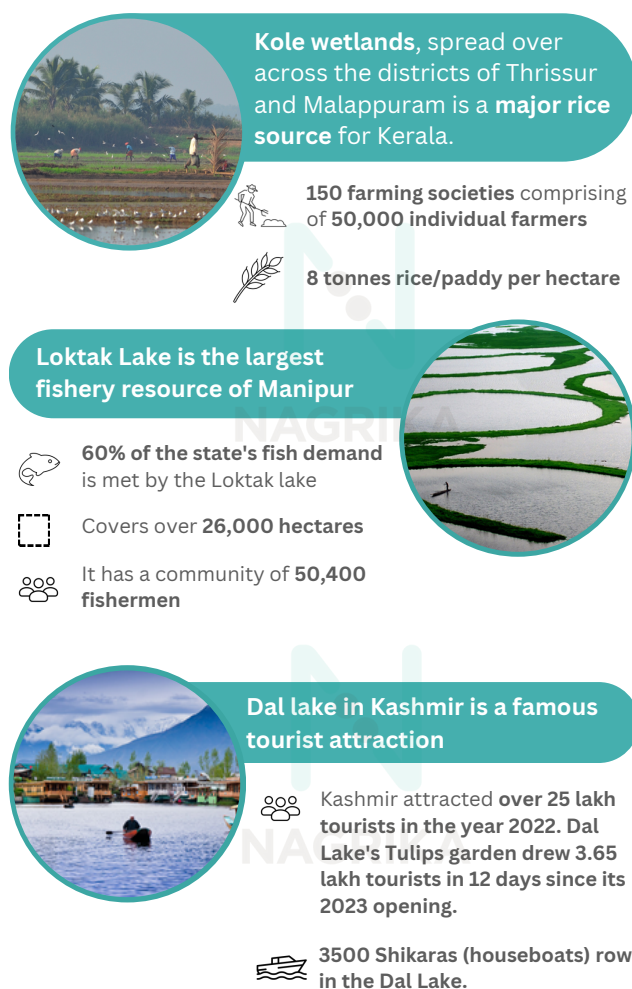 Kole wetlands, spread over
across the districts of Thrissur
and Malappuram is a major rice
source for Kerala.
150 farming societies comprising
of 50,000 individual farmers
8 tonnes rice/paddy per hectare
Loktak Lake is the largest
fishery resource of Manipur
NAGRIKA
60% of the state's fish demand
is met by the Loktak lake
Covers over 26,000 hectares
It has a community of 50,400
fishermen
Dal lake in Kashmir is a famous
tourist attraction
Kashmir attracted over 25 lakh
tourists in the year 2022. Dal
Lake's Tulips garden drew 3.65
NAGRIKA
lakh tourists in 12 days since its
2023 opening.
3500 Shikaras (houseboats) row
in the Dal Lake.